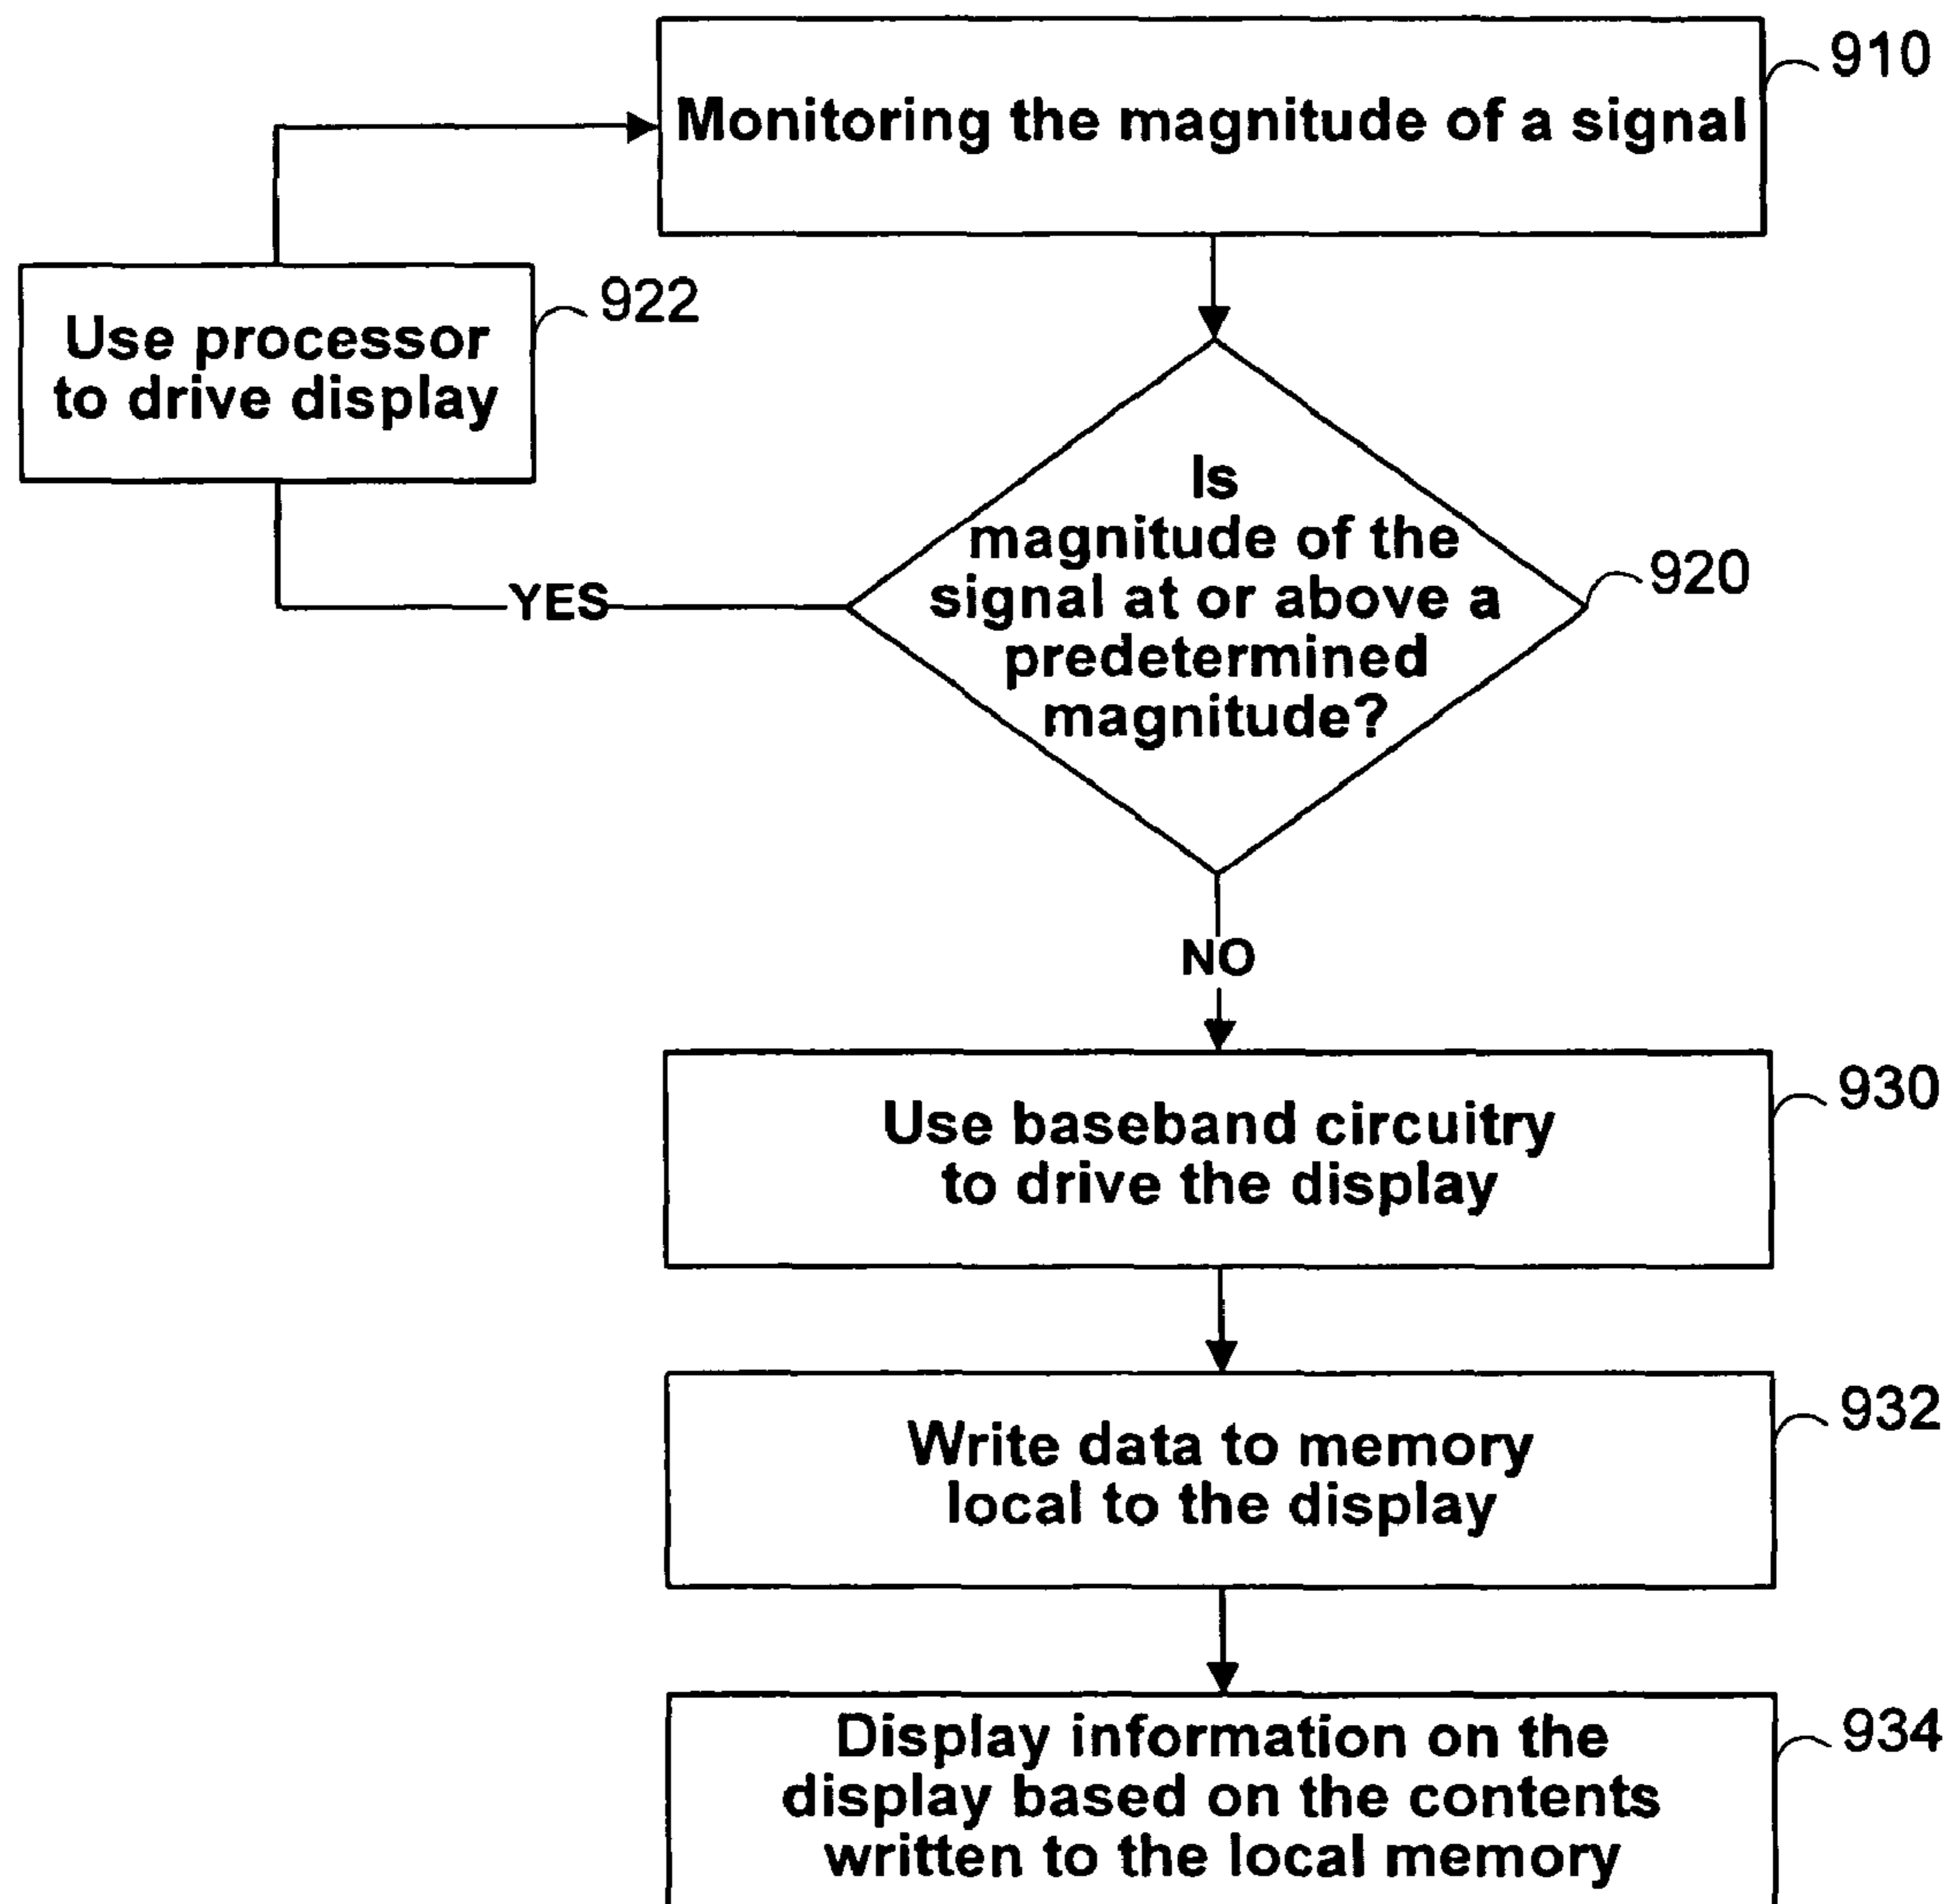 Monitoring the magnitude of a signal
910
Use processor
to drive display
922
Is
magnitude of the
signal at or above a
predetermined
magnitude?
920
YES
NO
Use baseband circuitry
to drive the display
930
Write data to memory
local to the display
932
Display information on the
display based on the contents
written to the local memory
934